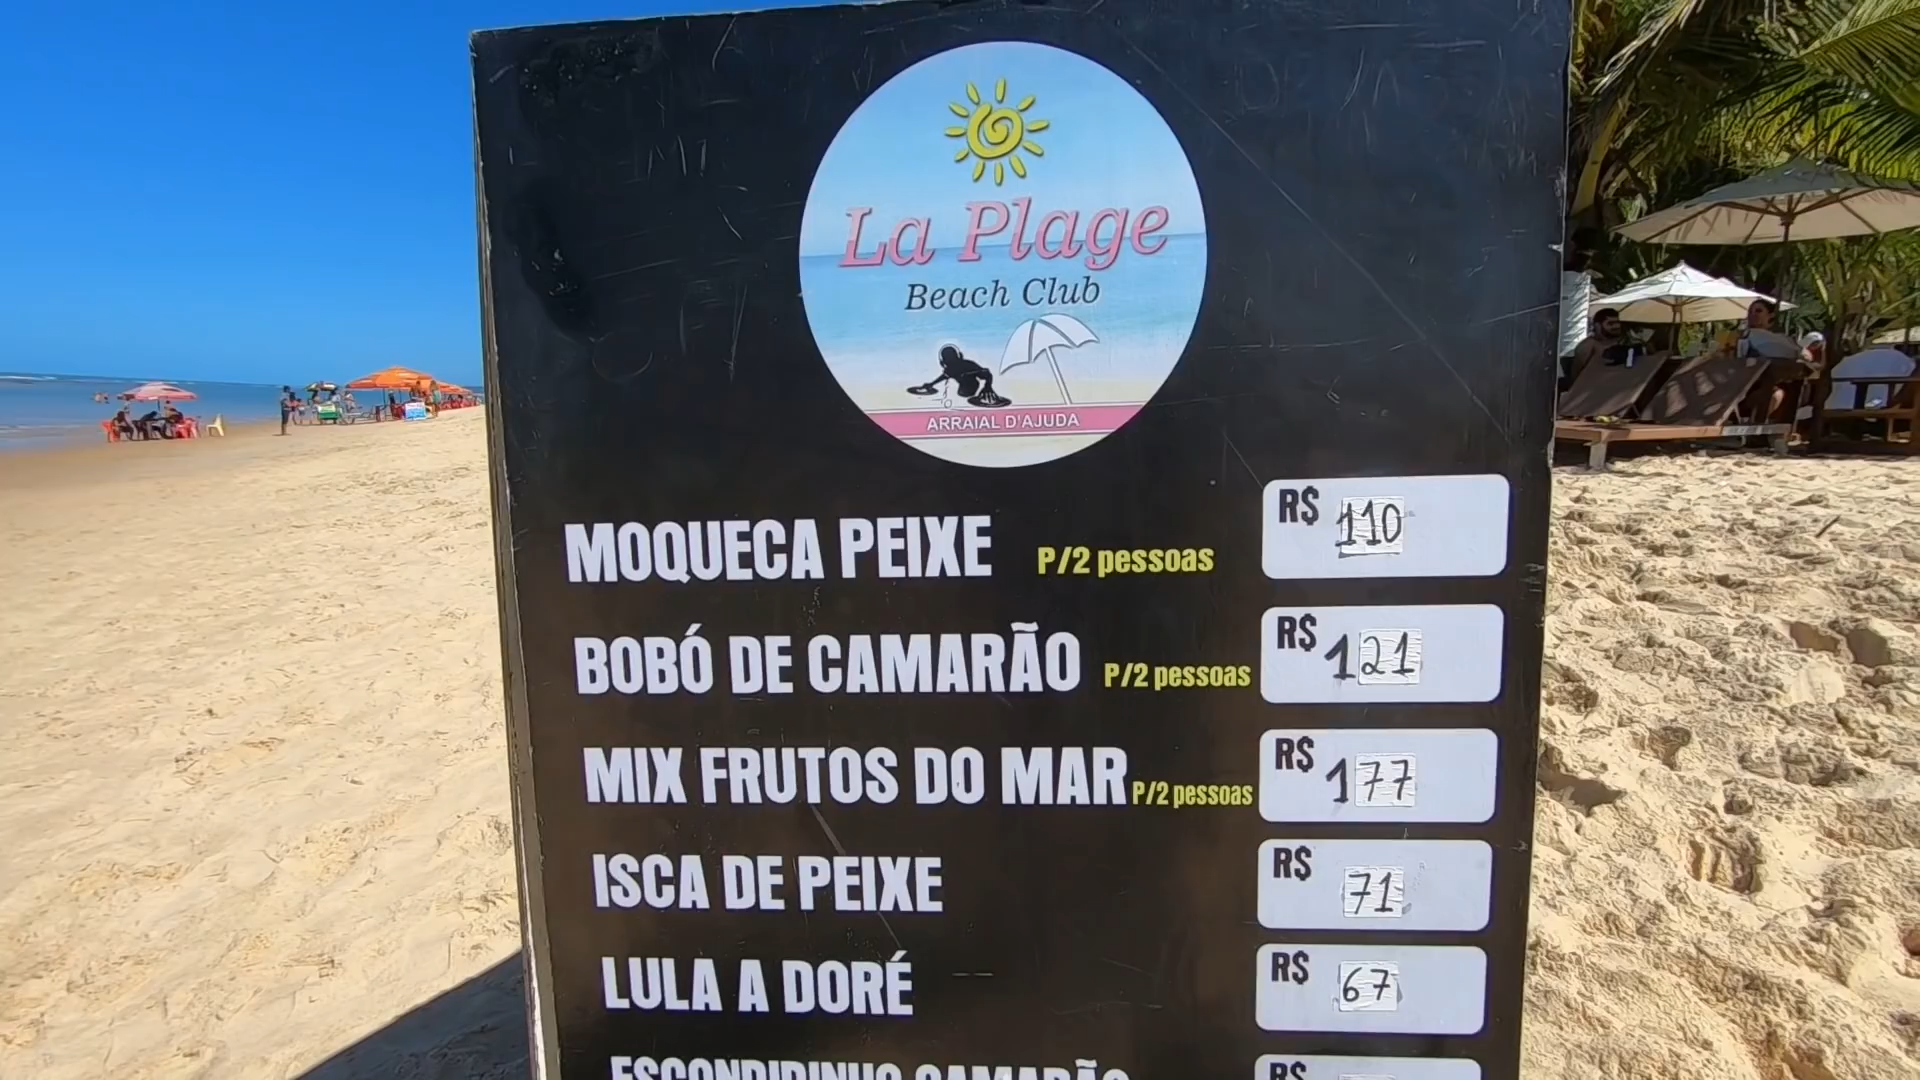 La Plage
Beach Club
ARRAIAL D'AJUDA
MOQUECA PEIXE P/2 pessoas R$ 110
BOBÓ DE CAMARÃO P/2 pessoas R$ 121
MIX FRUTOS DO MAR P/2 pessoas R$ 177
ISCA DE PEIXE R$ 71
LULA A DORÉ R$ 67
ESCONDIDINHO CAMARÃO R$